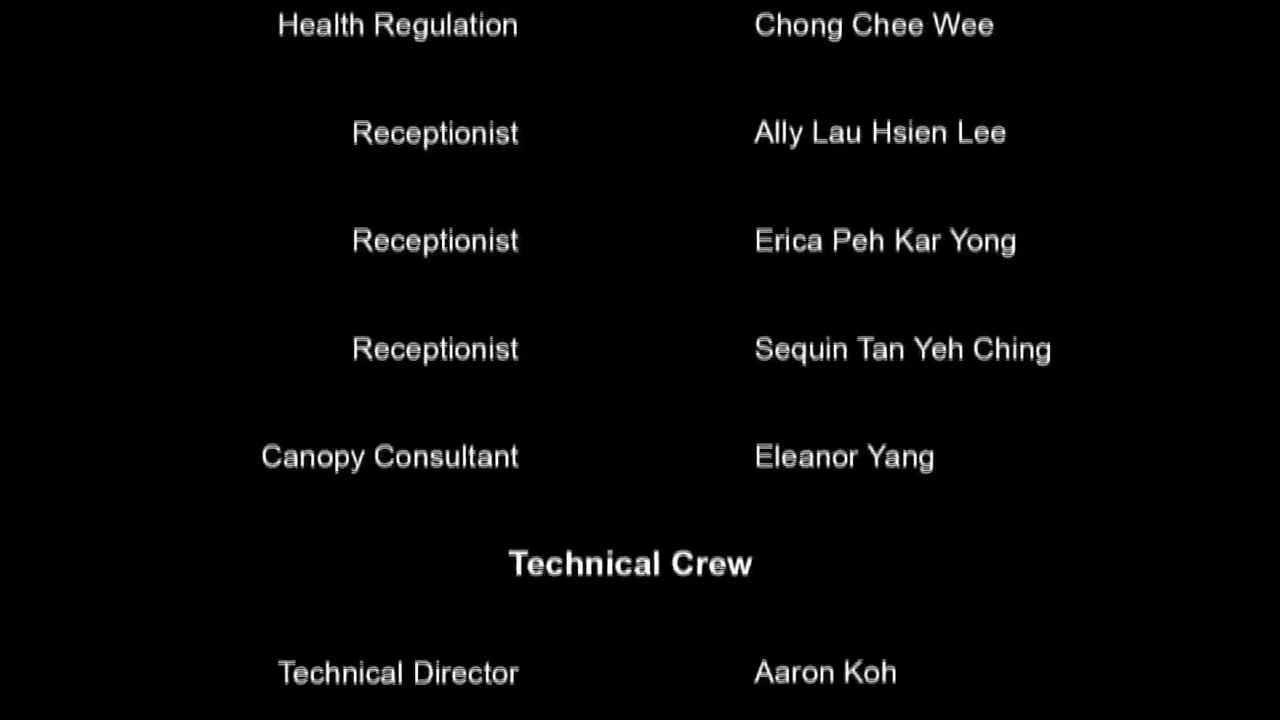 Health Regulation Chong Chee Wee
Receptionist Ally Lau Hsien Lee
Receptionist Erica Peh Kar Yong
Receptionist Sequin Tan Yeh Ching
Canopy Consultant Eleanor Yang
Technical Crew
Technical Director Aaron Koh